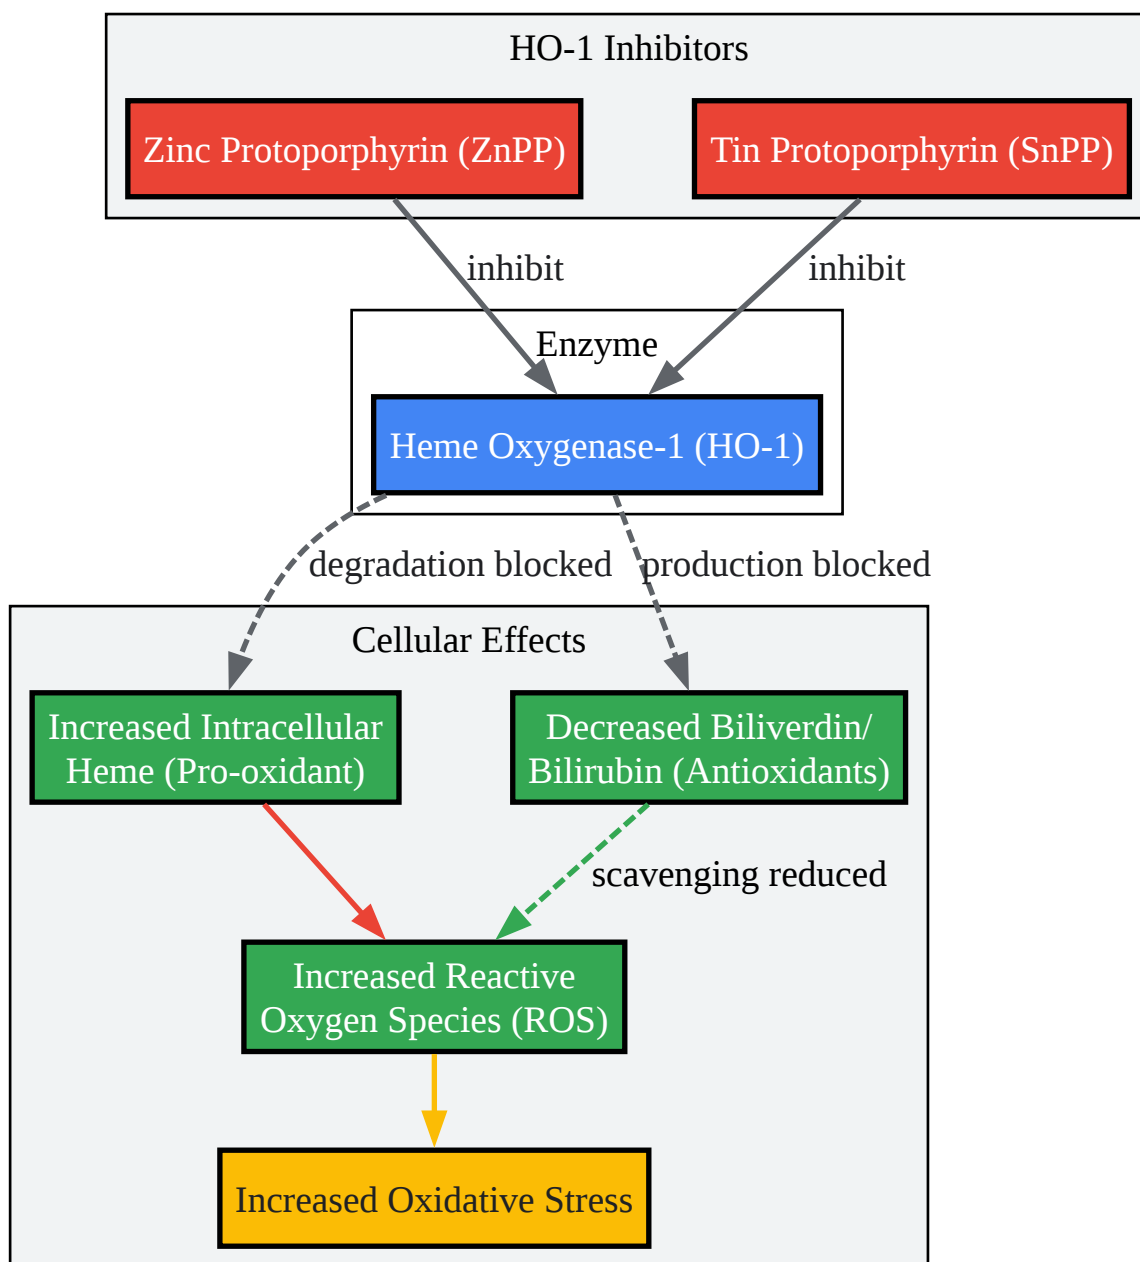 HO-1 Inhibitors
Zinc Protoporphyrin (ZnPP)
Tin Protoporphyrin (SnPP)
inhibit
inhibit
Enzyme
Heme Oxygenase-1 (HO-1)
degradation blocked
production blocked
Cellular Effects
Increased Intracellular
Heme (Pro-oxidant)
Decreased Biliverdin/
Bilirubin (Antioxidants)
scavenging reduced
Increased Reactive
Oxygen Species (ROS)
Increased Oxidative Stress